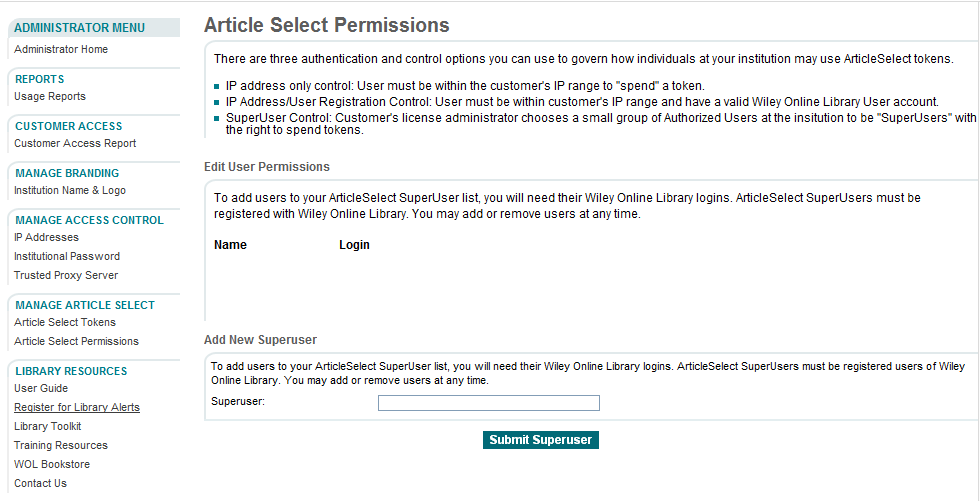 ADMINISTRATOR MENU
Administrator Home
REPORTS
Usage Reports
CUSTOMER ACCESS
Customer Access Report
MANAGE BRANDING
Institution Name & Logo
MANAGE ACCESS CONTROL
IP Addresses
Institutional Password
Trusted Proxy Server
MANAGE ARTICLE SELECT
Article Select Tokens
Article Select Permissions
LIBRARY RESOURCES
User Guide
Register for Library Alerts
Library Toolkit
Training Resources
WOL Bookstore
Contact Us
Article Select Permissions
There are three authentication and control options you can use to govern how individuals at your institution may use ArticleSelect tokens.
IP address only control: User must be within the customer's IP range to "spend" a token.
IP Address/User Registration Control: User must be within customer's IP range and have a valid Wiley Online Library User account.
SuperUser Control: Customer's license administrator chooses a small group of Authorized Users at the insitution to be "SuperUsers" with
the right to spend tokens.
Edit User Permissions
To add users to your ArticleSelect SuperUser list, you will need their Wiley Online Library logins. ArticleSelect SuperUsers must be
registered with Wiley Online Library. You may add or remove users at any time.
Name Login
Add New Superuser
To add users to your ArticleSelect SuperUser list, you will need their Wiley Online Library logins. ArticleSelect SuperUsers must be registered users of Wiley
Online Library. You may add or remove users at any time.
Superuser:
Submit Superuser